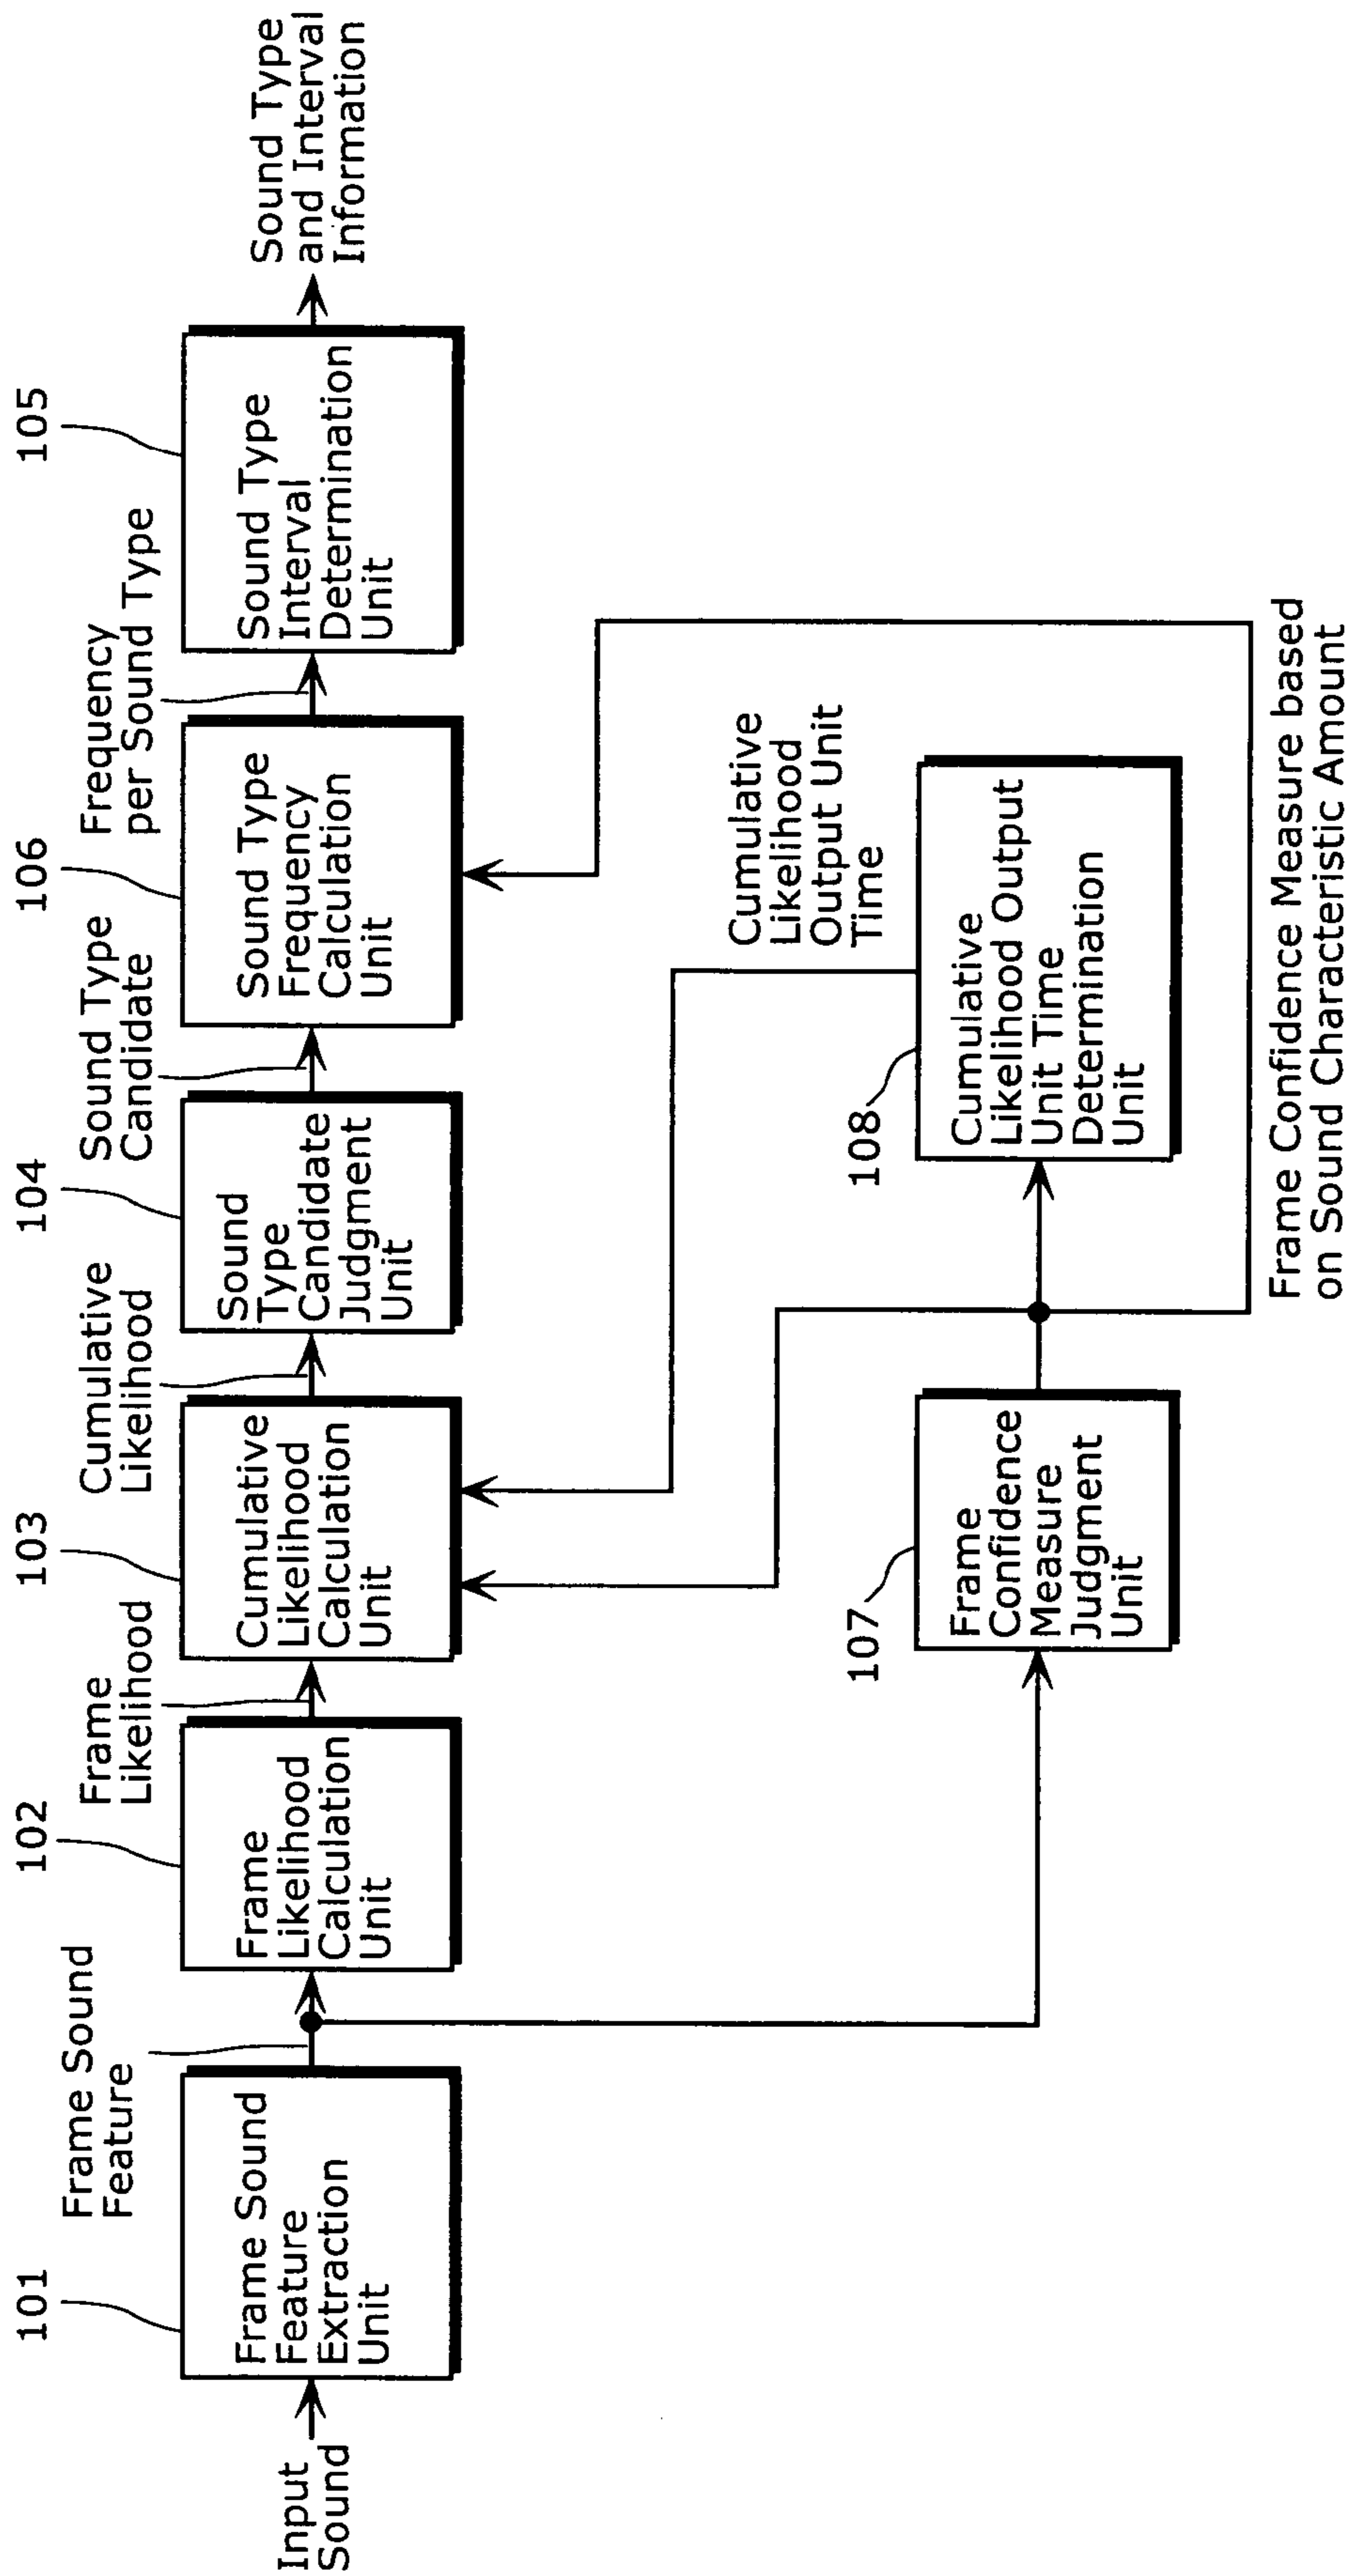 Input
Sound
101
Frame Sound
Feature
Extraction
Unit
Frame Sound
Feature
102
Frame
Likelihood
Calculation
Unit
Frame
Likelihood
103
Cumulative
Likelihood
Calculation
Unit
Cumulative
Likelihood
104
Sound
Type
Candidate
Judgment
Unit
Sound Type
Candidate
106
Sound Type
Frequency
Calculation
Unit
Frequency
per Sound Type
105
Sound Type
Interval
Determination
Unit
Sound Type
and Interval
Information
107
Frame
Confidence
Measure
Judgment
Unit
108
Cumulative
Likelihood Output
Unit Time
Determination
Unit
Cumulative
Likelihood
Output Unit
Time
Frame Confidence Measure based
on Sound Characteristic Amount